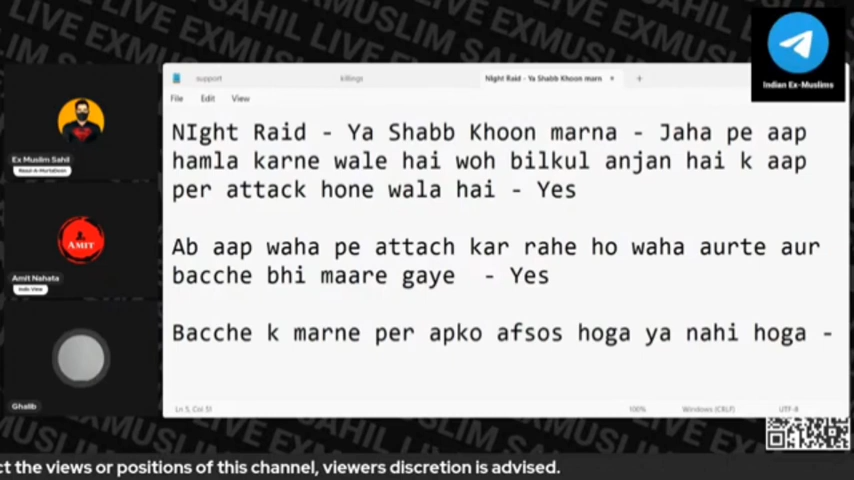 LIVE EXMUSLIM SAHIL LIVE EXMUSLIM SAHIL
Indian Ex-Muslims
support
killings
NIght Raid - Ya Shabb Khoon marn
File Edit View
Ex Muslim Sahil
Amit Nahata
Ghalib
AMIT
NIght Raid - Ya Shabb Khoon marna - Jaha pe aap
hamla karne wale hai woh bilkul anjan hai k aap
per attack hone wala hai - Yes
Ab aap waha pe attach kar rahe ho waha aurte aur
bacche bhi maare gaye - Yes
Bacche k marne per apko afsos hoga ya nahi hoga -
Ln 5, Col 51
100%
Windows (CRLF)
UTF-8
ct the views or positions of this channel, viewers discretion is advised.